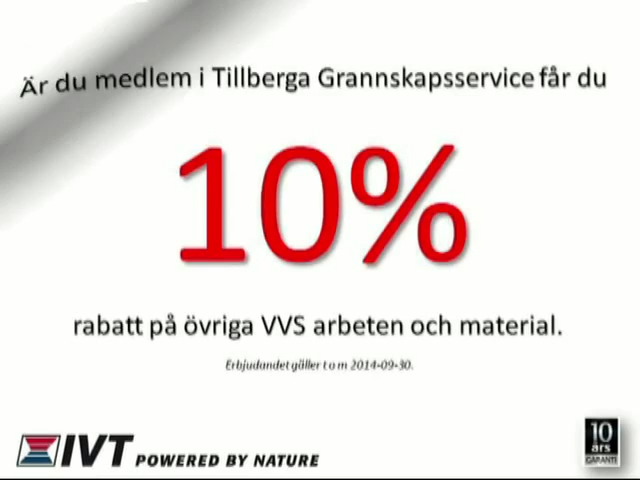 Är du medlem i Tillberga Grannskapsservice får du
10%
rabatt på övriga VVS arbeten och material.
Erbjudandet gäller t o m 2014-09-30.
IVT POWERED BY NATURE
10
års
GARANTI